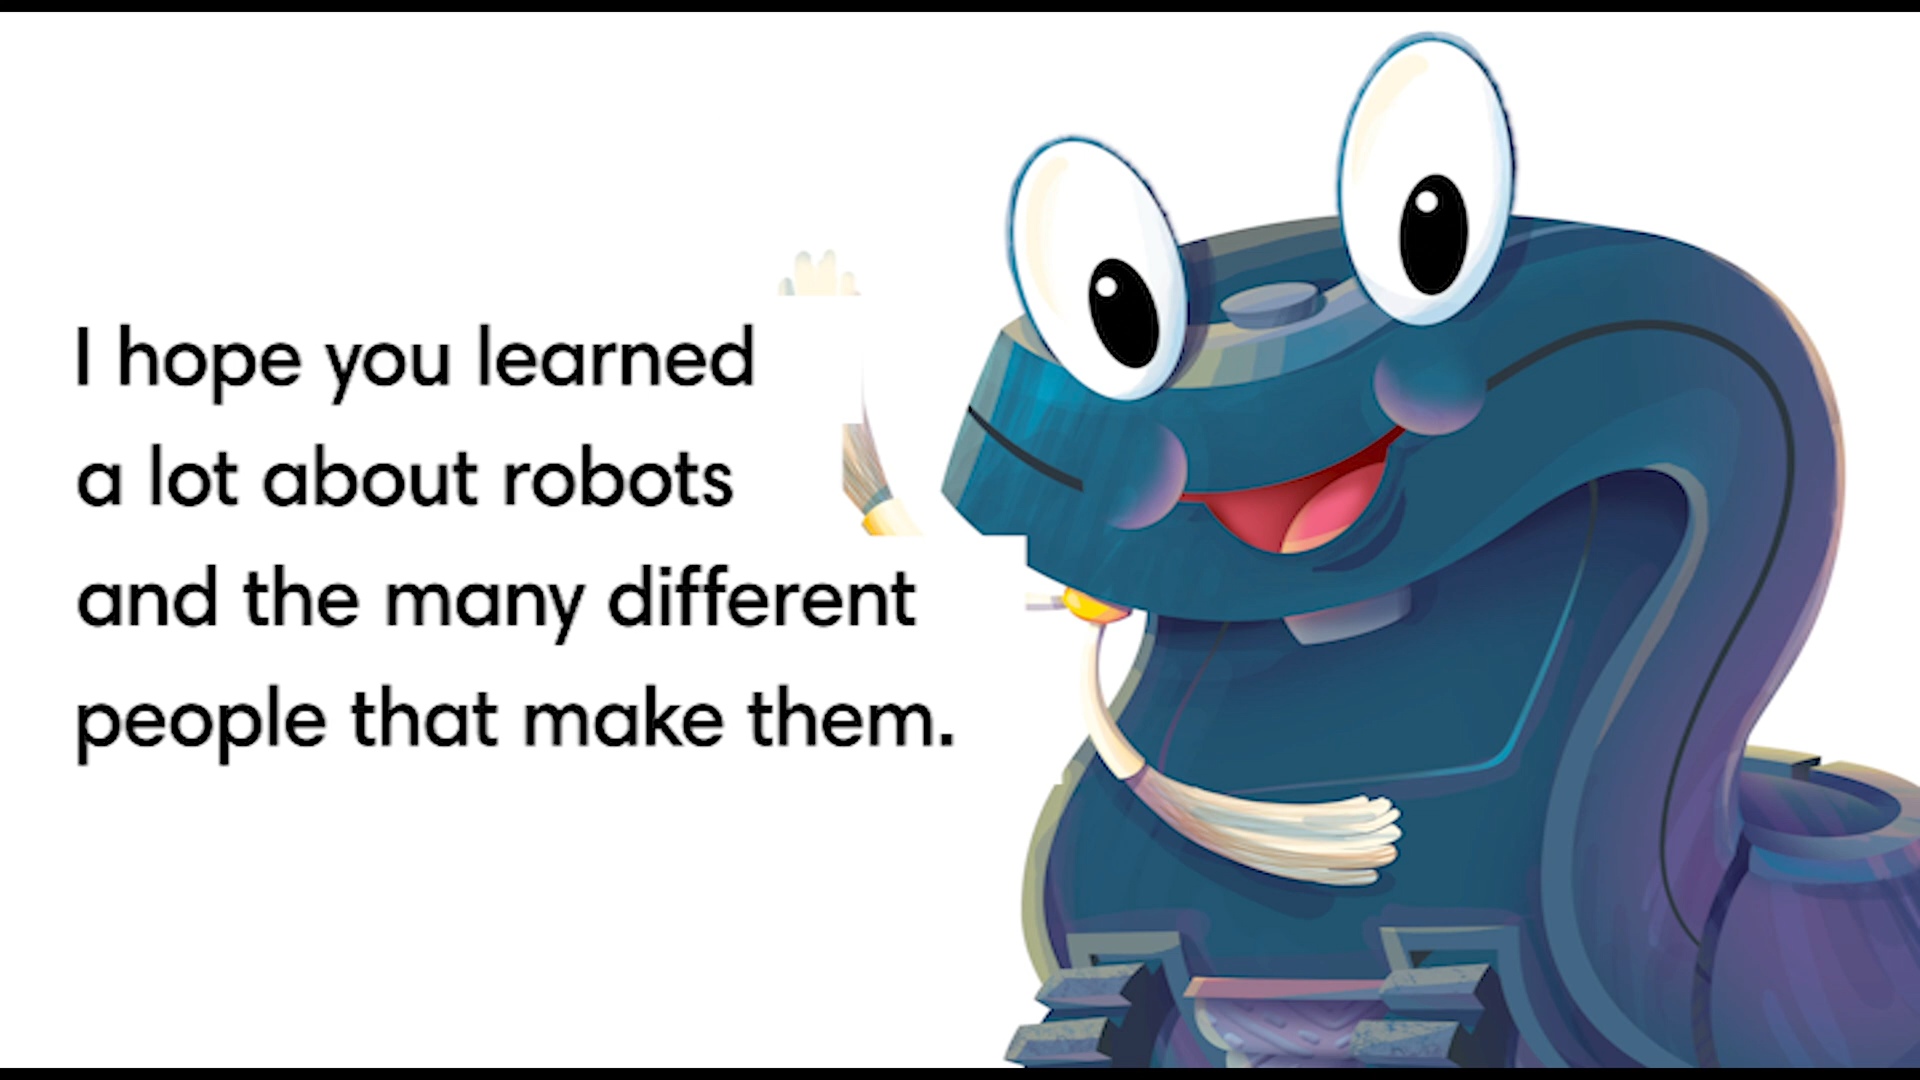 I hope you learned
a lot about robots
and the many different
people that make them.